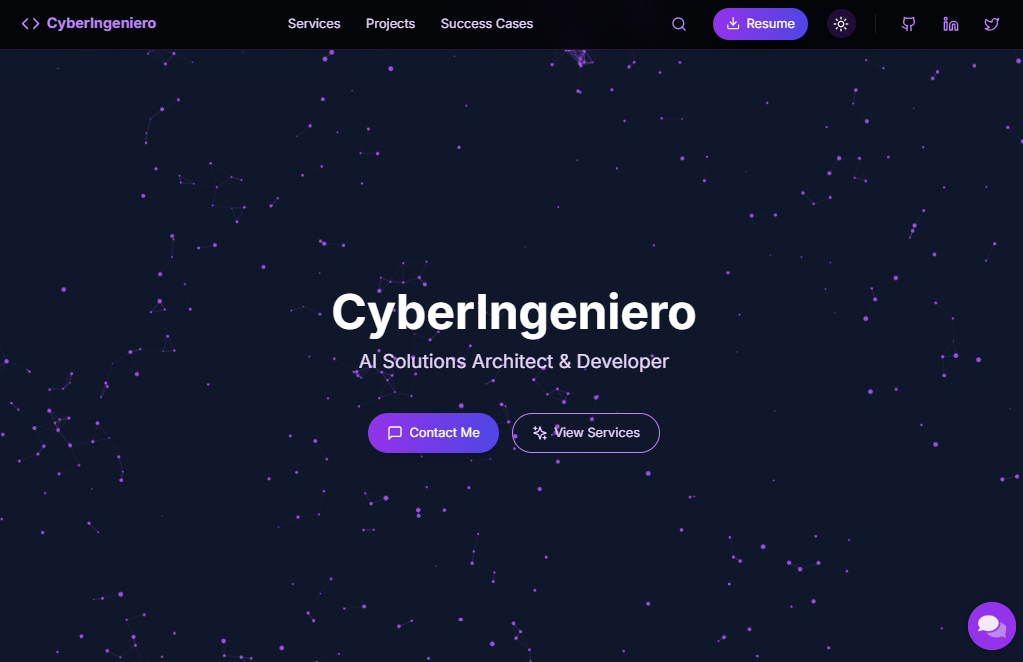 CyberIngeniero
Services
Projects
Success Cases
Resume
CyberIngeniero
AI Solutions Architect & Developer
Contact Me
View Services